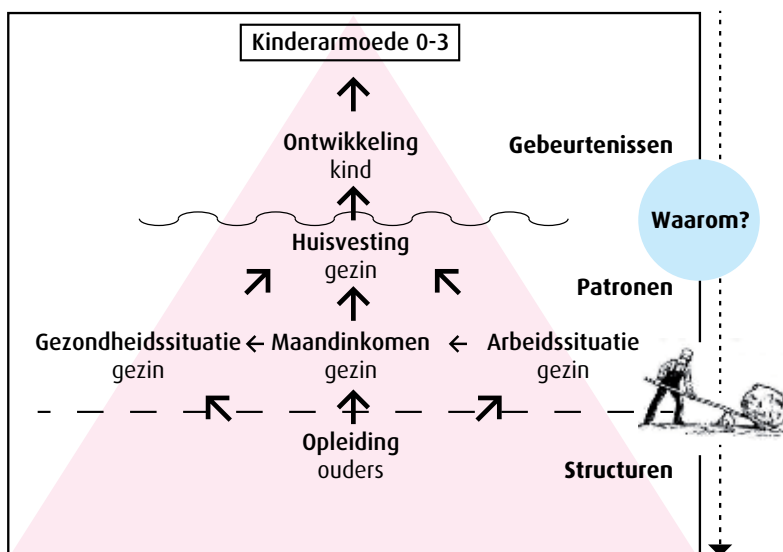 Kinderarmoede 0-3
Ontwikkeling
kind
Gebeurtenissen
Waarom?
Huisvesting
gezin
Patronen
Gezondheidssituatie
gezin
Maandinkomen
gezin
Arbeidssituatie
gezin
Opleiding
ouders
Structuren